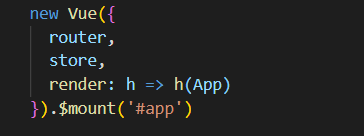 new Vue({
  router,
  store,
  render: h => h(App)
}).$mount('#app')